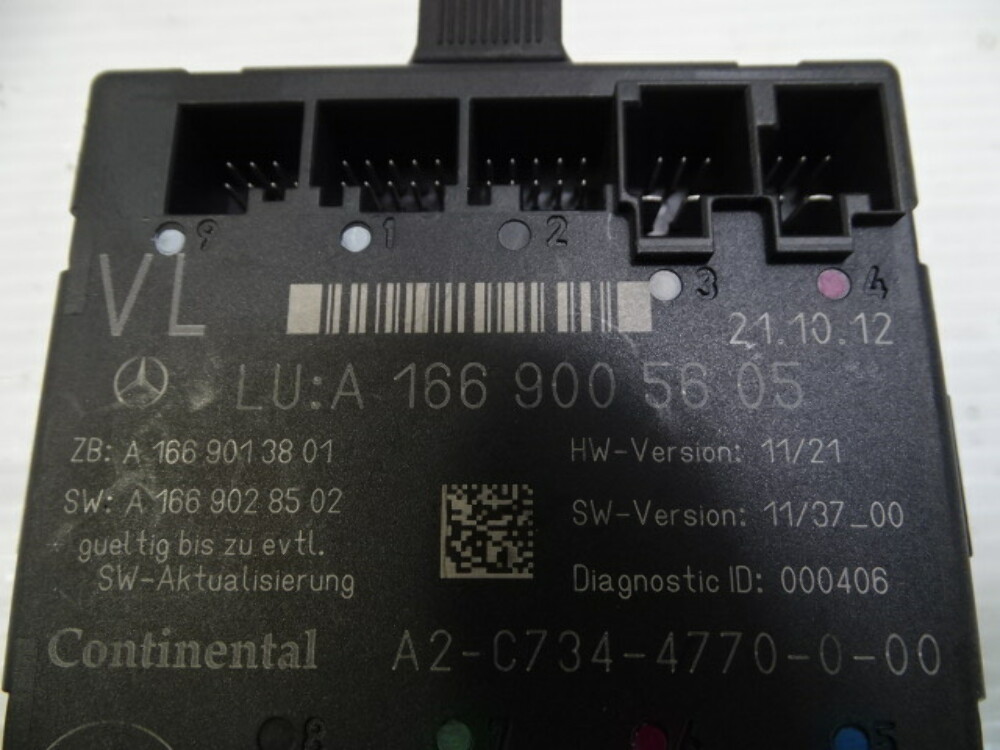 9 1 2
3 4
VL
21.10.12
LU:A 166 900 56 05
ZB: A 166 901 38 01
HW-Version: 11/21
SW: A 166 902 85 02
SW-Version: 11/37_00
gueltig bis zu evtl.
SW-Aktualisierung
Diagnostic ID: 000406
Continental A2-C734-4770-0-00
8 7 6 5